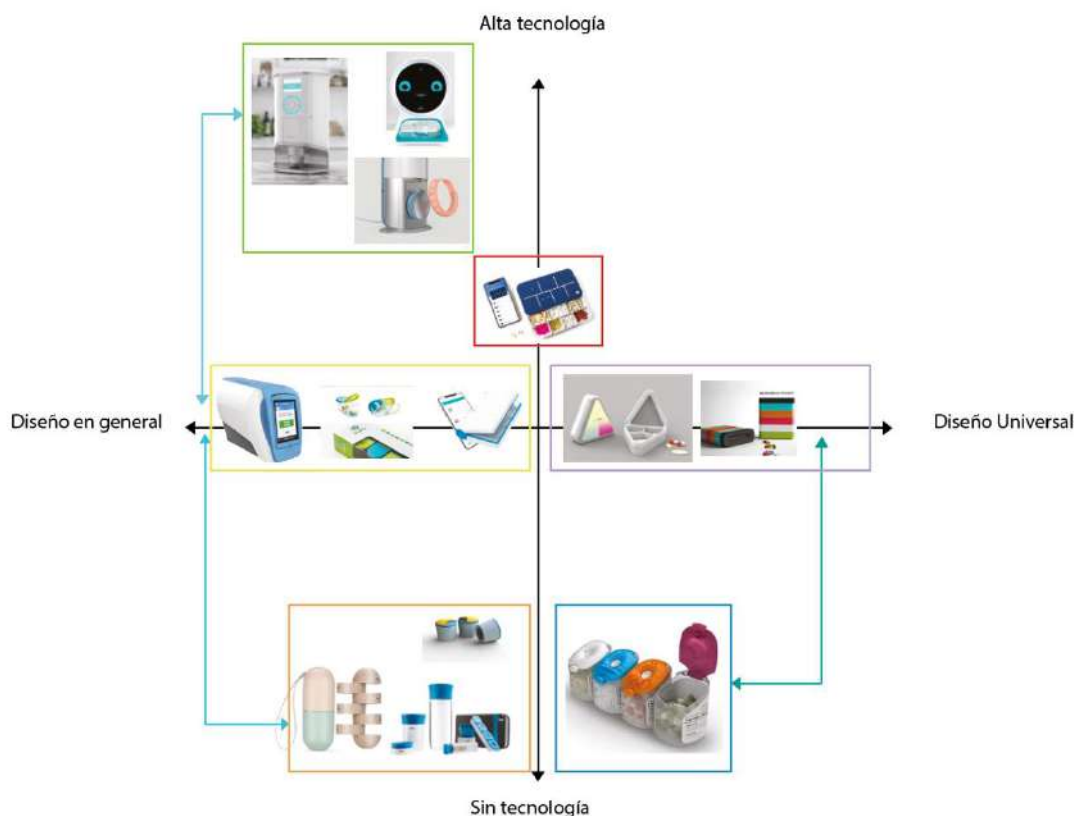 Alta tecnología
Diseño en general
Diseño Universal
Sin tecnología